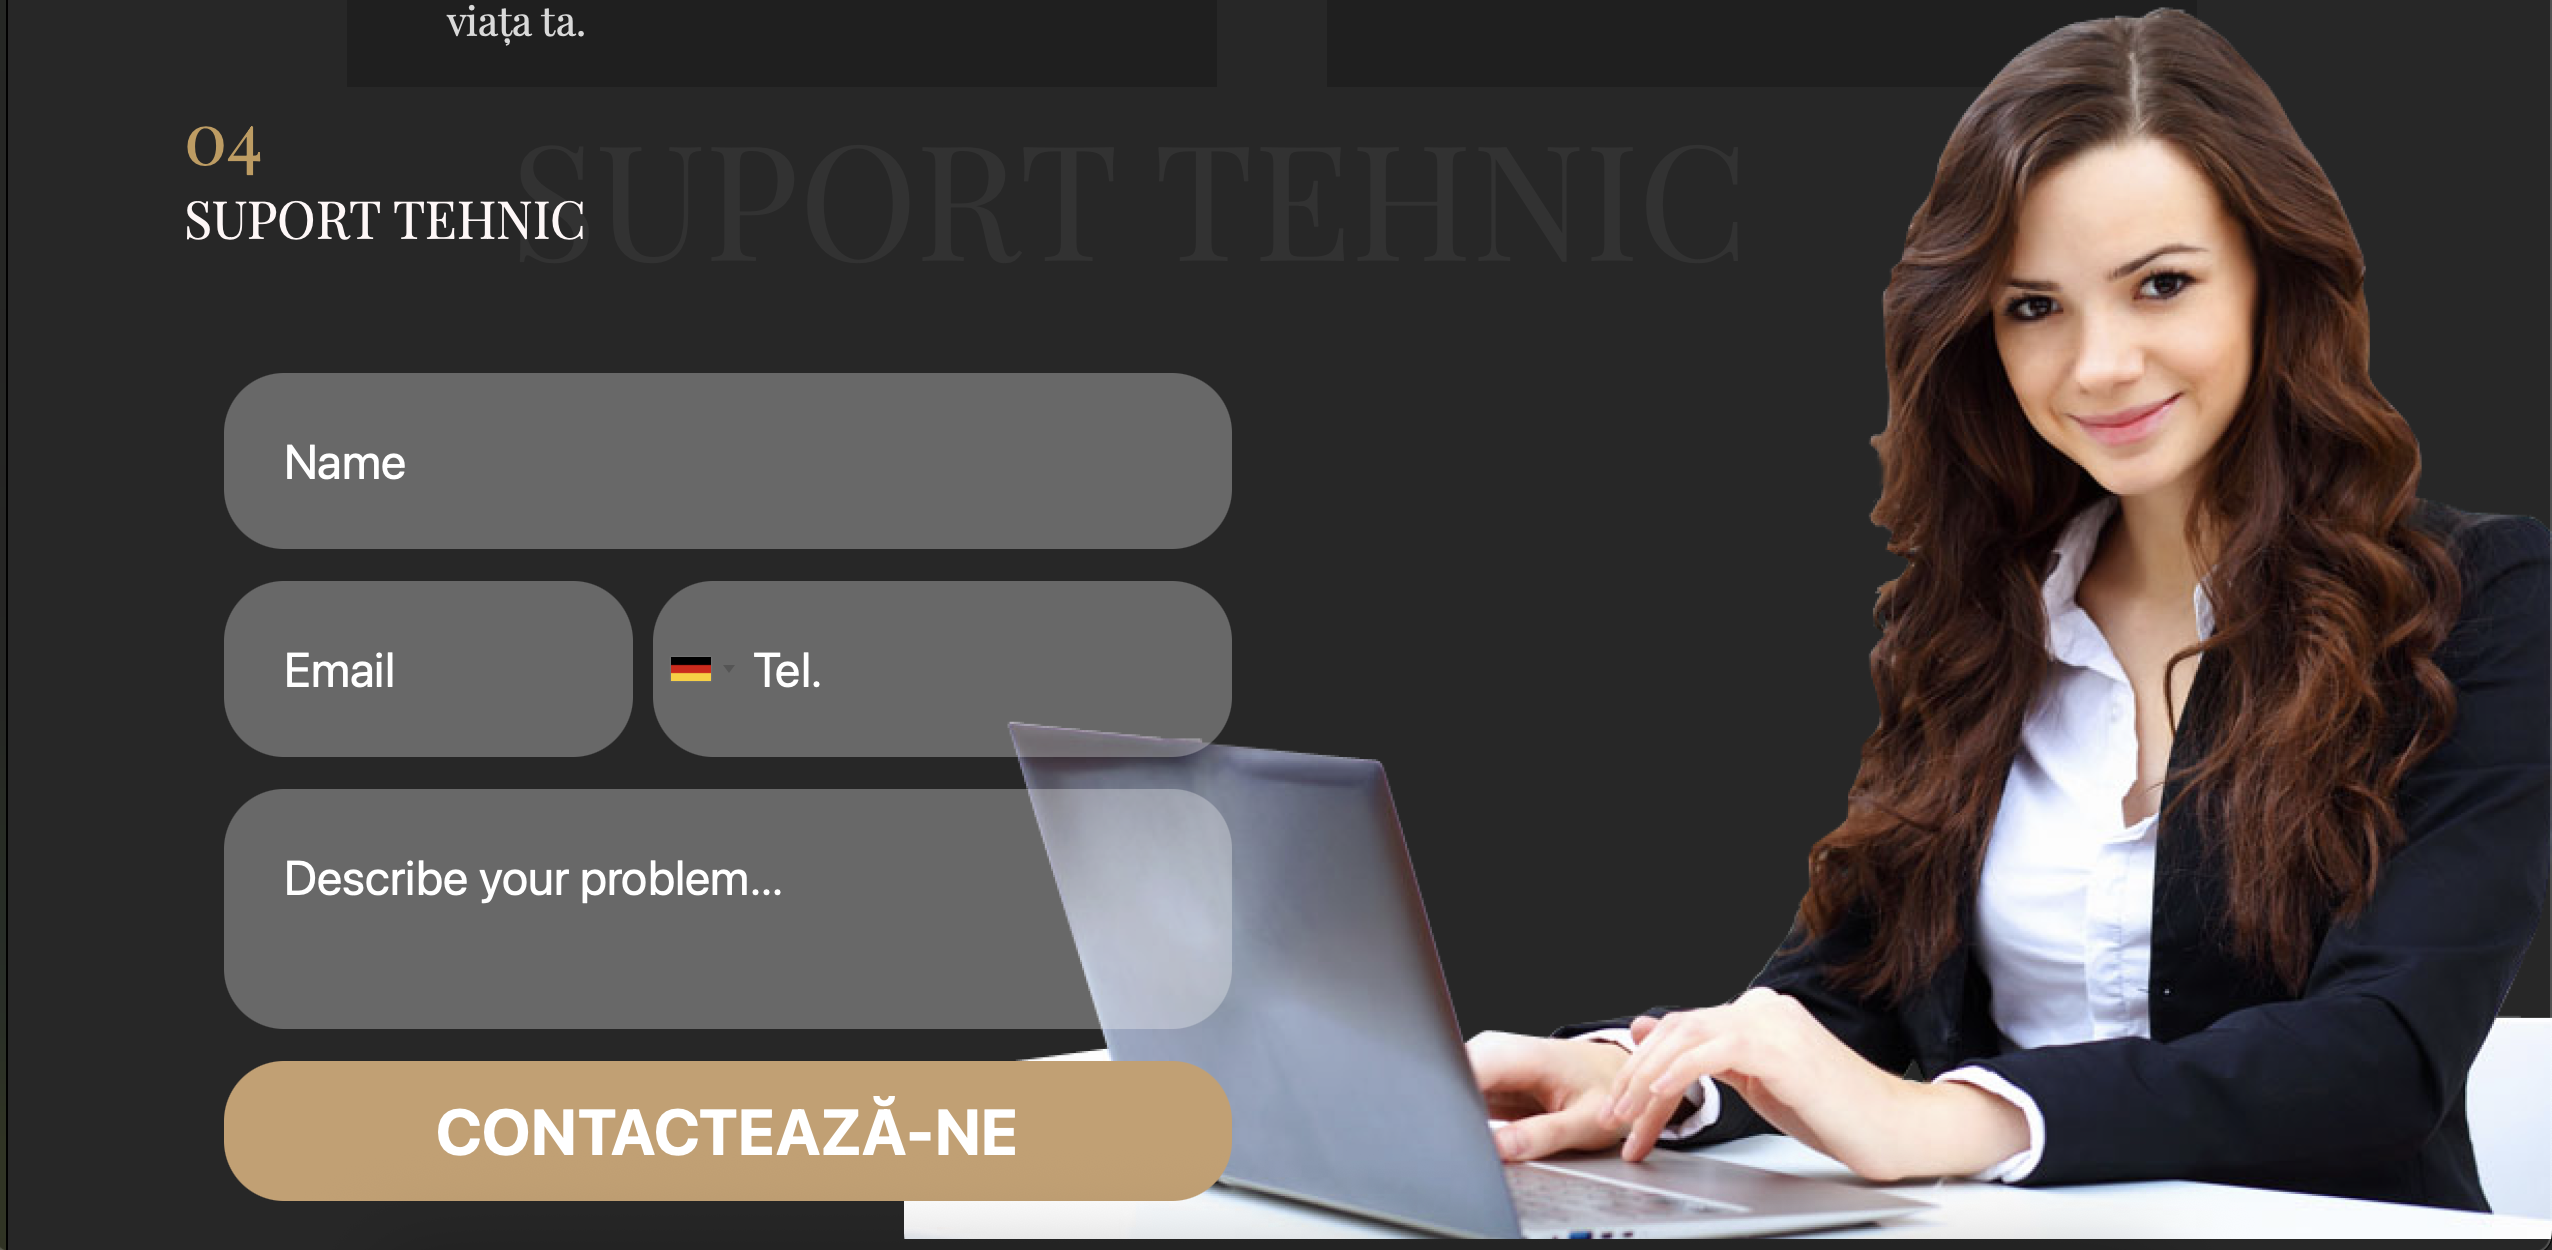 viața ta.
04
SUPORT TEHNIC
SUPORT TEHNIC
Name
Email
Tel.
Describe your problem...
CONTACTEAZĂ-NE